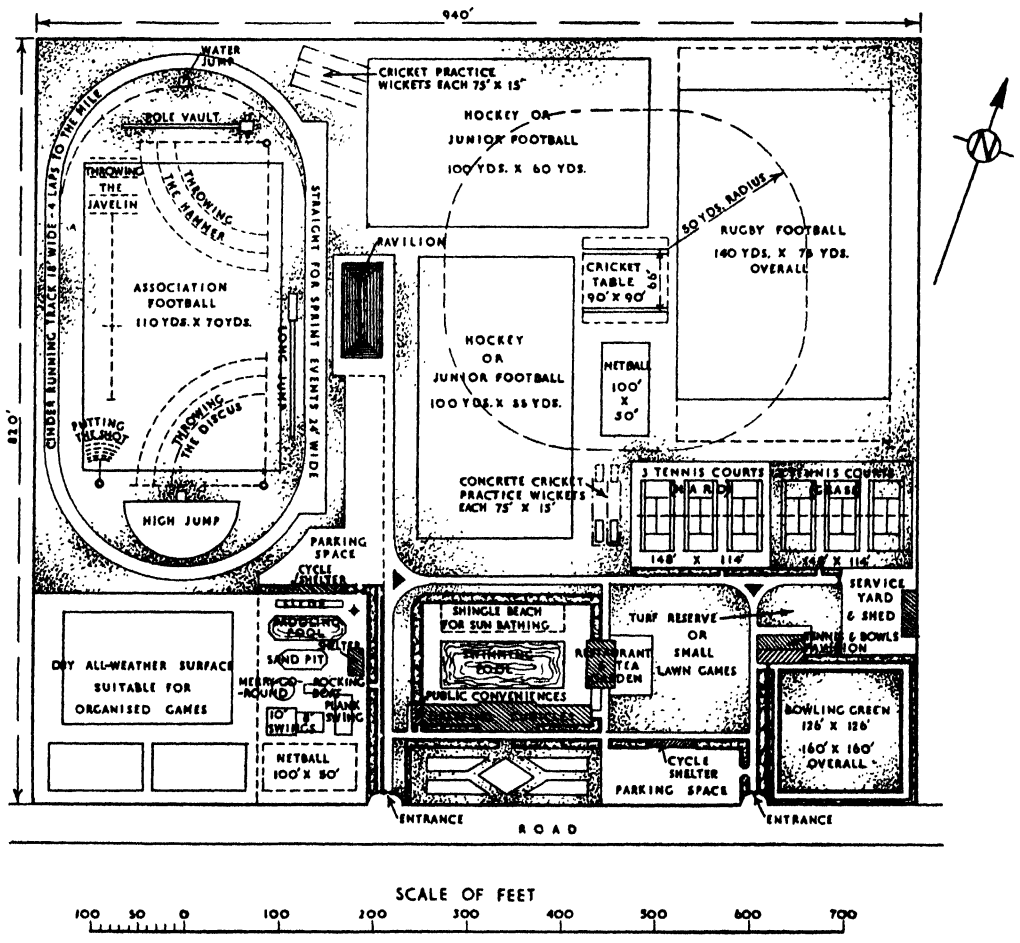 940'
820'
WATER
JUMP
CRICKET PRACTICE
WICKETS EACH 75' X 15'
POLE VAULT
CINDER RUNNING TRACK 18' WIDE - 4 LAPS TO THE MILE
THROWING
THE
JAVELIN
THROWING
THE HAMMER
STRAIGHT FOR SPRINT EVENTS 24' WIDE
ASSOCIATION
FOOTBALL
110 YDS. X 70 YDS.
LONG JUMP
PUTTING
THE SHOT
THROWING
THE DISCUS
HIGH JUMP
HOCKEY OR
JUNIOR FOOTBALL
100 YDS. X 60 YDS.
N
50 YDS. RADIUS
RUGBY FOOTBALL
140 YDS. X 75 YDS.
OVERALL
PAVILION
CRICKET
TABLE
90' X 90'
66'
HOCKEY
OR
JUNIOR FOOTBALL
100 YDS. X 55 YDS.
NETBALL
100'
X
50'
CONCRETE CRICKET
PRACTICE WICKETS
EACH 75' X 15'
3 TENNIS COURTS
HARD
148' X 114'
TENNIS COURTS
GRASS
148' X 114'
PARKING
SPACE
CYCLE
SHELTER
SLIDE
PADDLING
POOL
SHELTER
SAND PIT
MERRY-GO
-ROUND
ROCKING
BOAT
PLANK
SWING
10'
8'
SWINGS
NETBALL
100' X 50'
DRY ALL-WEATHER SURFACE
SUITABLE FOR
ORGANISED GAMES
SHINGLE BEACH
FOR SUN BATHING
SWIMMING
POOL
PUBLIC CONVENIENCES
RESTAURANT
& TEA
GARDEN
TURF RESERVE
OR
SMALL
LAWN GAMES
SERVICE
YARD
& SHED
TENNIS & BOWLS
PAVILION
BOWLING GREEN
126' X 126'
160' X 160'
OVERALL
CYCLE
SHELTER
PARKING SPACE
ENTRANCE
ENTRANCE
ROAD
SCALE OF FEET
100 50 0 100 200 300 400 500 600 700